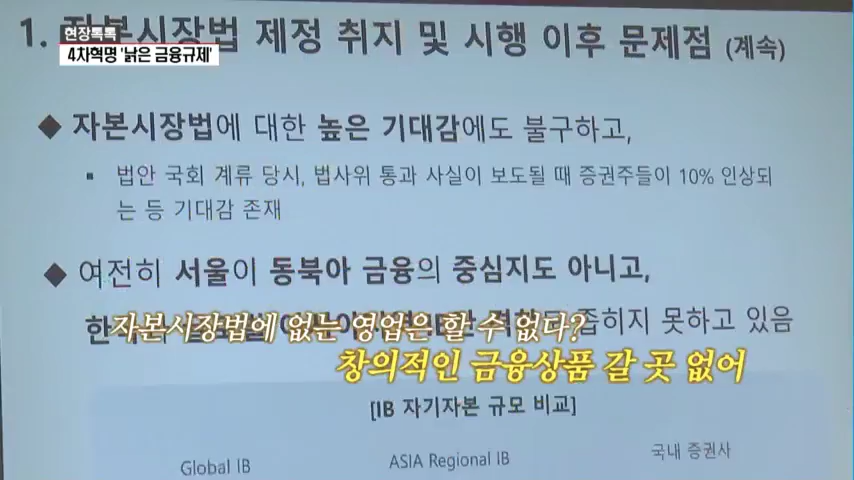 현장톡톡
4차혁명 '낡은 금융규제'
1. 자본시장법 제정 취지 및 시행 이후 문제점 (계속)
◆ 자본시장법에 대한 높은 기대감에도 불구하고,
▪ 법안 국회 계류 당시, 법사위 통과 사실이 보도될 때 증권주들이 10% 인상되
는 등 기대감 존재
◆ 여전히 서울이 동북아 금융의 중심지도 아니고,
좁히지 못하고 있음
자본시장법에 없는 영업은 할 수 없다?
창의적인 금융상품 갈 곳 없어
[IB 자기자본 규모 비교]
Global IB
ASIA Regional IB
국내 증권사